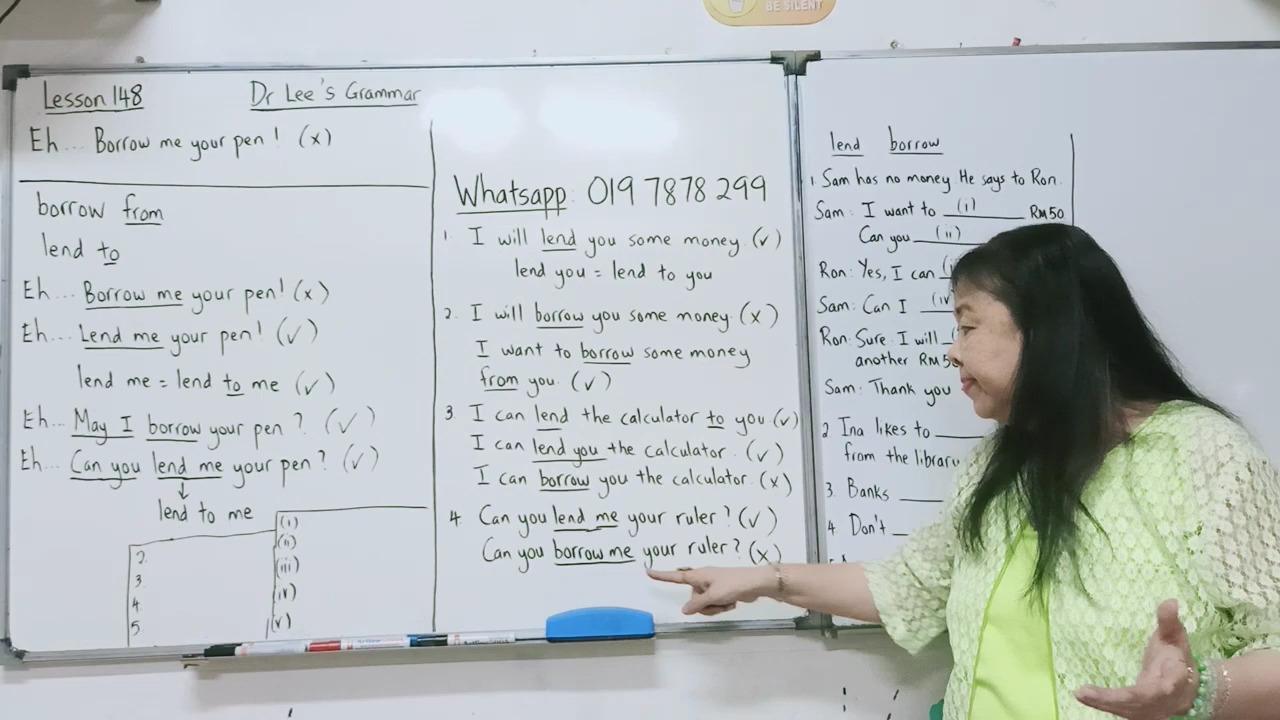 BE SILENT
Lesson 148
Dr Lee's Grammar
Eh... Borrow me your pen! (x)
borrow from
lend to
Eh... Borrow me your pen! (x)
Eh... Lend me your pen! (✓)
lend me = lend to me (✓)
Eh... May I borrow your pen? (✓)
Eh... Can you lend me your pen? (✓)
↓
lend to me
2.
3.
4.
5
(i)
(ii)
(iii)
(iv)
(v)
Whatsapp: 019 7878 299
1. I will lend you some money. (✓)
lend you = lend to you
2. I will borrow you some money. (x)
I want to borrow some money
from you. (✓)
3 I can lend the calculator to you (✓)
I can lend you the calculator. (✓)
I can borrow you the calculator. (x)
4. Can you lend me your ruler? (✓)
Can you borrow me your ruler? (x)
lend borrow
1. Sam has no money He says to Ron.
Sam: I want to (i) RM50
Can you (ii)
Ron: Yes, I can
Sam: Can I (iv
Ron: Sure. I will
another RM5
Sam: Thank you
2 Ina likes to
from the library
3. Banks
4. Don't